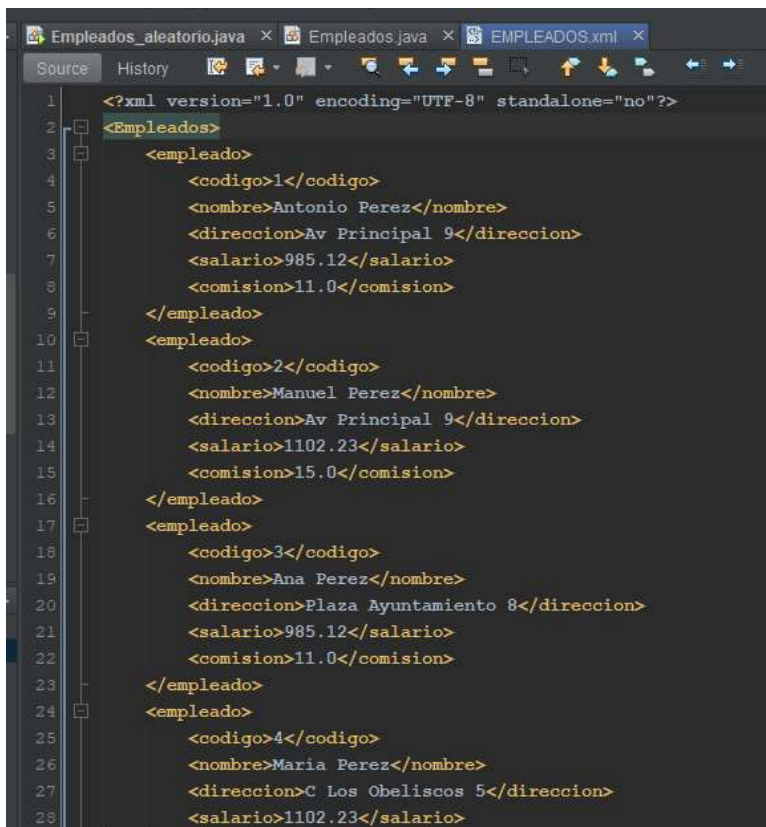 Empleados_aleatorio.java × Empleados.java × EMPLEADOS.xml ×
Source History
1 <?xml version="1.0" encoding="UTF-8" standalone="no"?>
2 <Empleados>
3 <empleado>
4 <codigo>1</codigo>
5 <nombre>Antonio Perez</nombre>
6 <direccion>Av Principal 9</direccion>
7 <salario>985.12</salario>
8 <comision>11.0</comision>
9 </empleado>
10 <empleado>
11 <codigo>2</codigo>
12 <nombre>Manuel Perez</nombre>
13 <direccion>Av Principal 9</direccion>
14 <salario>1102.23</salario>
15 <comision>15.0</comision>
16 </empleado>
17 <empleado>
18 <codigo>3</codigo>
19 <nombre>Ana Perez</nombre>
20 <direccion>Plaza Ayuntamiento 8</direccion>
21 <salario>985.12</salario>
22 <comision>11.0</comision>
23 </empleado>
24 <empleado>
25 <codigo>4</codigo>
26 <nombre>Maria Perez</nombre>
27 <direccion>C Los Obeliscos 5</direccion>
28 <salario>1102.23</salario>